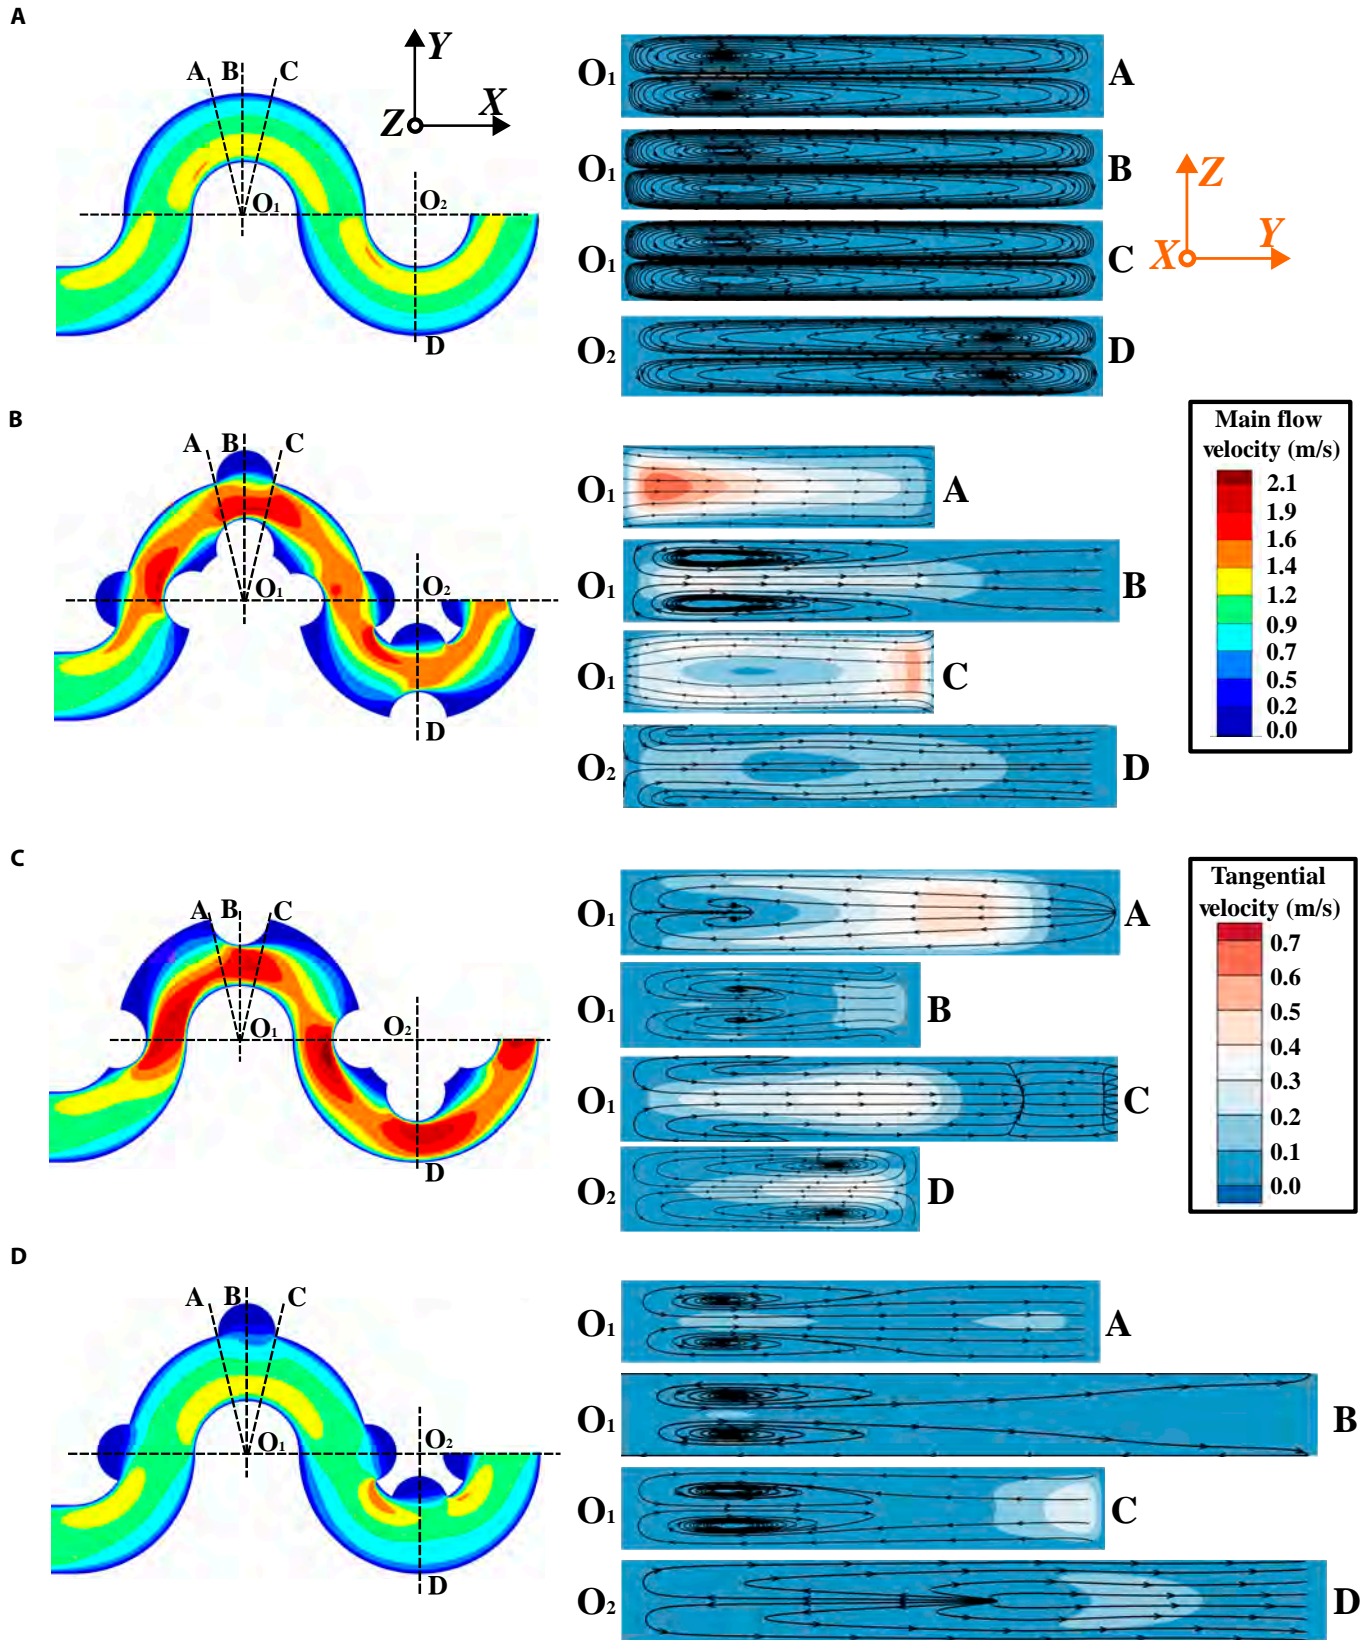 A
A B C
Y
X
Z
O1
O2
D
O1 A
O1 B
O1 C
O2 D
Z
X
Y
B
A B C
O1
O2
D
O1 A
O1 B
O1 C
O2 D
Main flow
velocity (m/s)
2.1
1.9
1.6
1.4
1.2
0.9
0.7
0.5
0.2
0.0
C
A B C
O1
O2
D
O1 A
O1 B
O1 C
O2 D
Tangential
velocity (m/s)
0.7
0.6
0.5
0.4
0.3
0.2
0.1
0.0
D
A B C
O1
O2
D
O1 A
O1 B
O1 C
O2 D